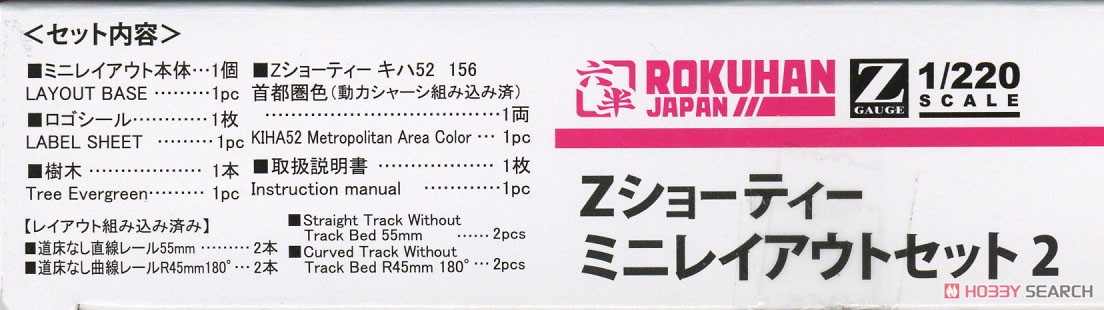 ＜セット内容＞
■ミニレイアウト本体…1個
LAYOUT BASE ………1pc
■ロゴシール…………1枚
LABEL SHEET ………1pc
■樹木 ……………… 1本
Tree Evergreen……… 1pc
【レイアウト組み込み済み】
■道床なし直線レール55mm ………2本
■道床なし曲線レールR45mm180°…2本
■Zショーティー キハ52 156
首都圏色（動力シャーシ組み込み済）
……………………………1両
KIHA52 Metropolitan Area Color … 1pc
■取扱説明書 …………1枚
Instruction manual …………1pc
■Straight Track Without
Track Bed 55mm ……2pcs
■Curved Track Without
Track Bed R45mm 180°…2pcs
六半 ROKUHAN
JAPAN
Z
GAUGE
1/220
SCALE
Zショーティー
ミニレイアウトセット2
HOBBY SEARCH